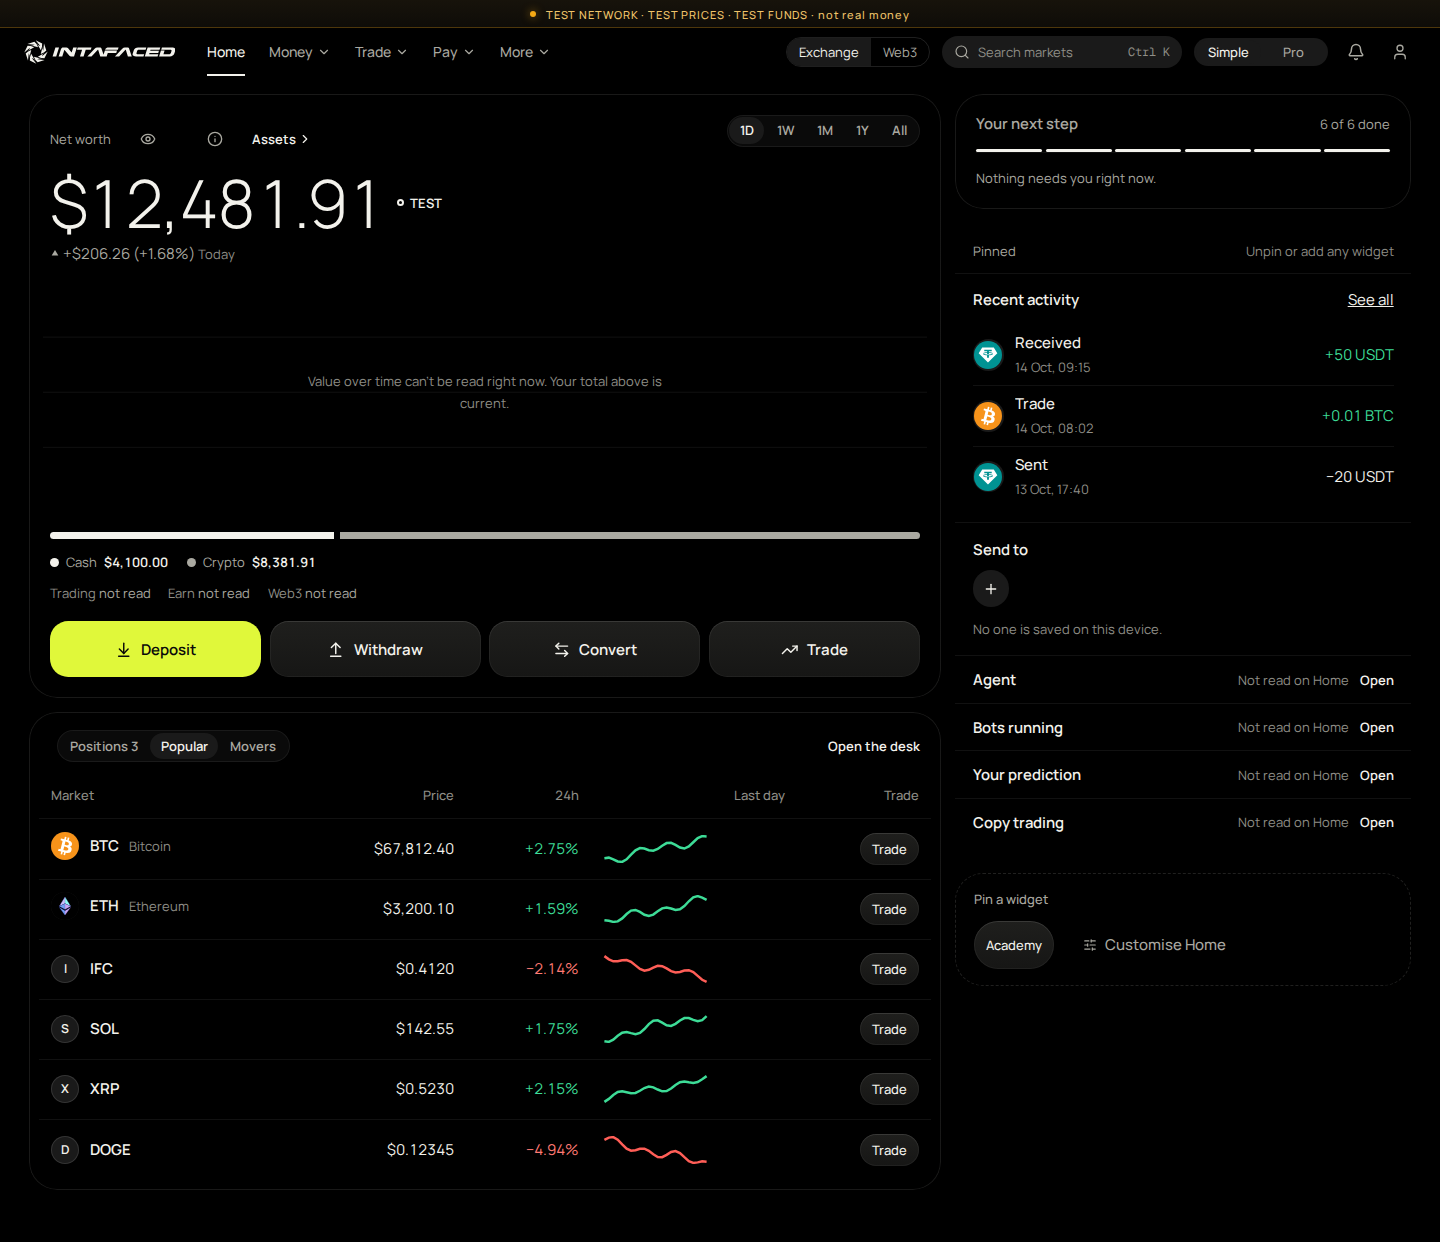 TEST NETWORK · TEST PRICES · TEST FUNDS · not real money
INTAFACED Home Money Trade Pay More Exchange Web3 Search markets Ctrl K Simple Pro
Net worth Assets 1D 1W 1M 1Y All
$12,481.91 TEST
+$206.26 (+1.68%) Today
Value over time can't be read right now. Your total above is
current.
Cash $4,100.00 Crypto $8,381.91
Trading not read Earn not read Web3 not read
Deposit Withdraw Convert Trade
Positions 3 Popular Movers Open the desk
Market Price 24h Last day Trade
BTC Bitcoin $67,812.40 +2.75% Trade
ETH Ethereum $3,200.10 +1.59% Trade
I IFC $0.4120 −2.14% Trade
S SOL $142.55 +1.75% Trade
X XRP $0.5230 +2.15% Trade
D DOGE $0.12345 −4.94% Trade
Your next step 6 of 6 done
Nothing needs you right now.
Pinned Unpin or add any widget
Recent activity See all
Received
14 Oct, 09:15 +50 USDT
Trade
14 Oct, 08:02 +0.01 BTC
Sent
13 Oct, 17:40 −20 USDT
Send to
No one is saved on this device.
Agent Not read on Home Open
Bots running Not read on Home Open
Your prediction Not read on Home Open
Copy trading Not read on Home Open
Pin a widget
Academy Customise Home